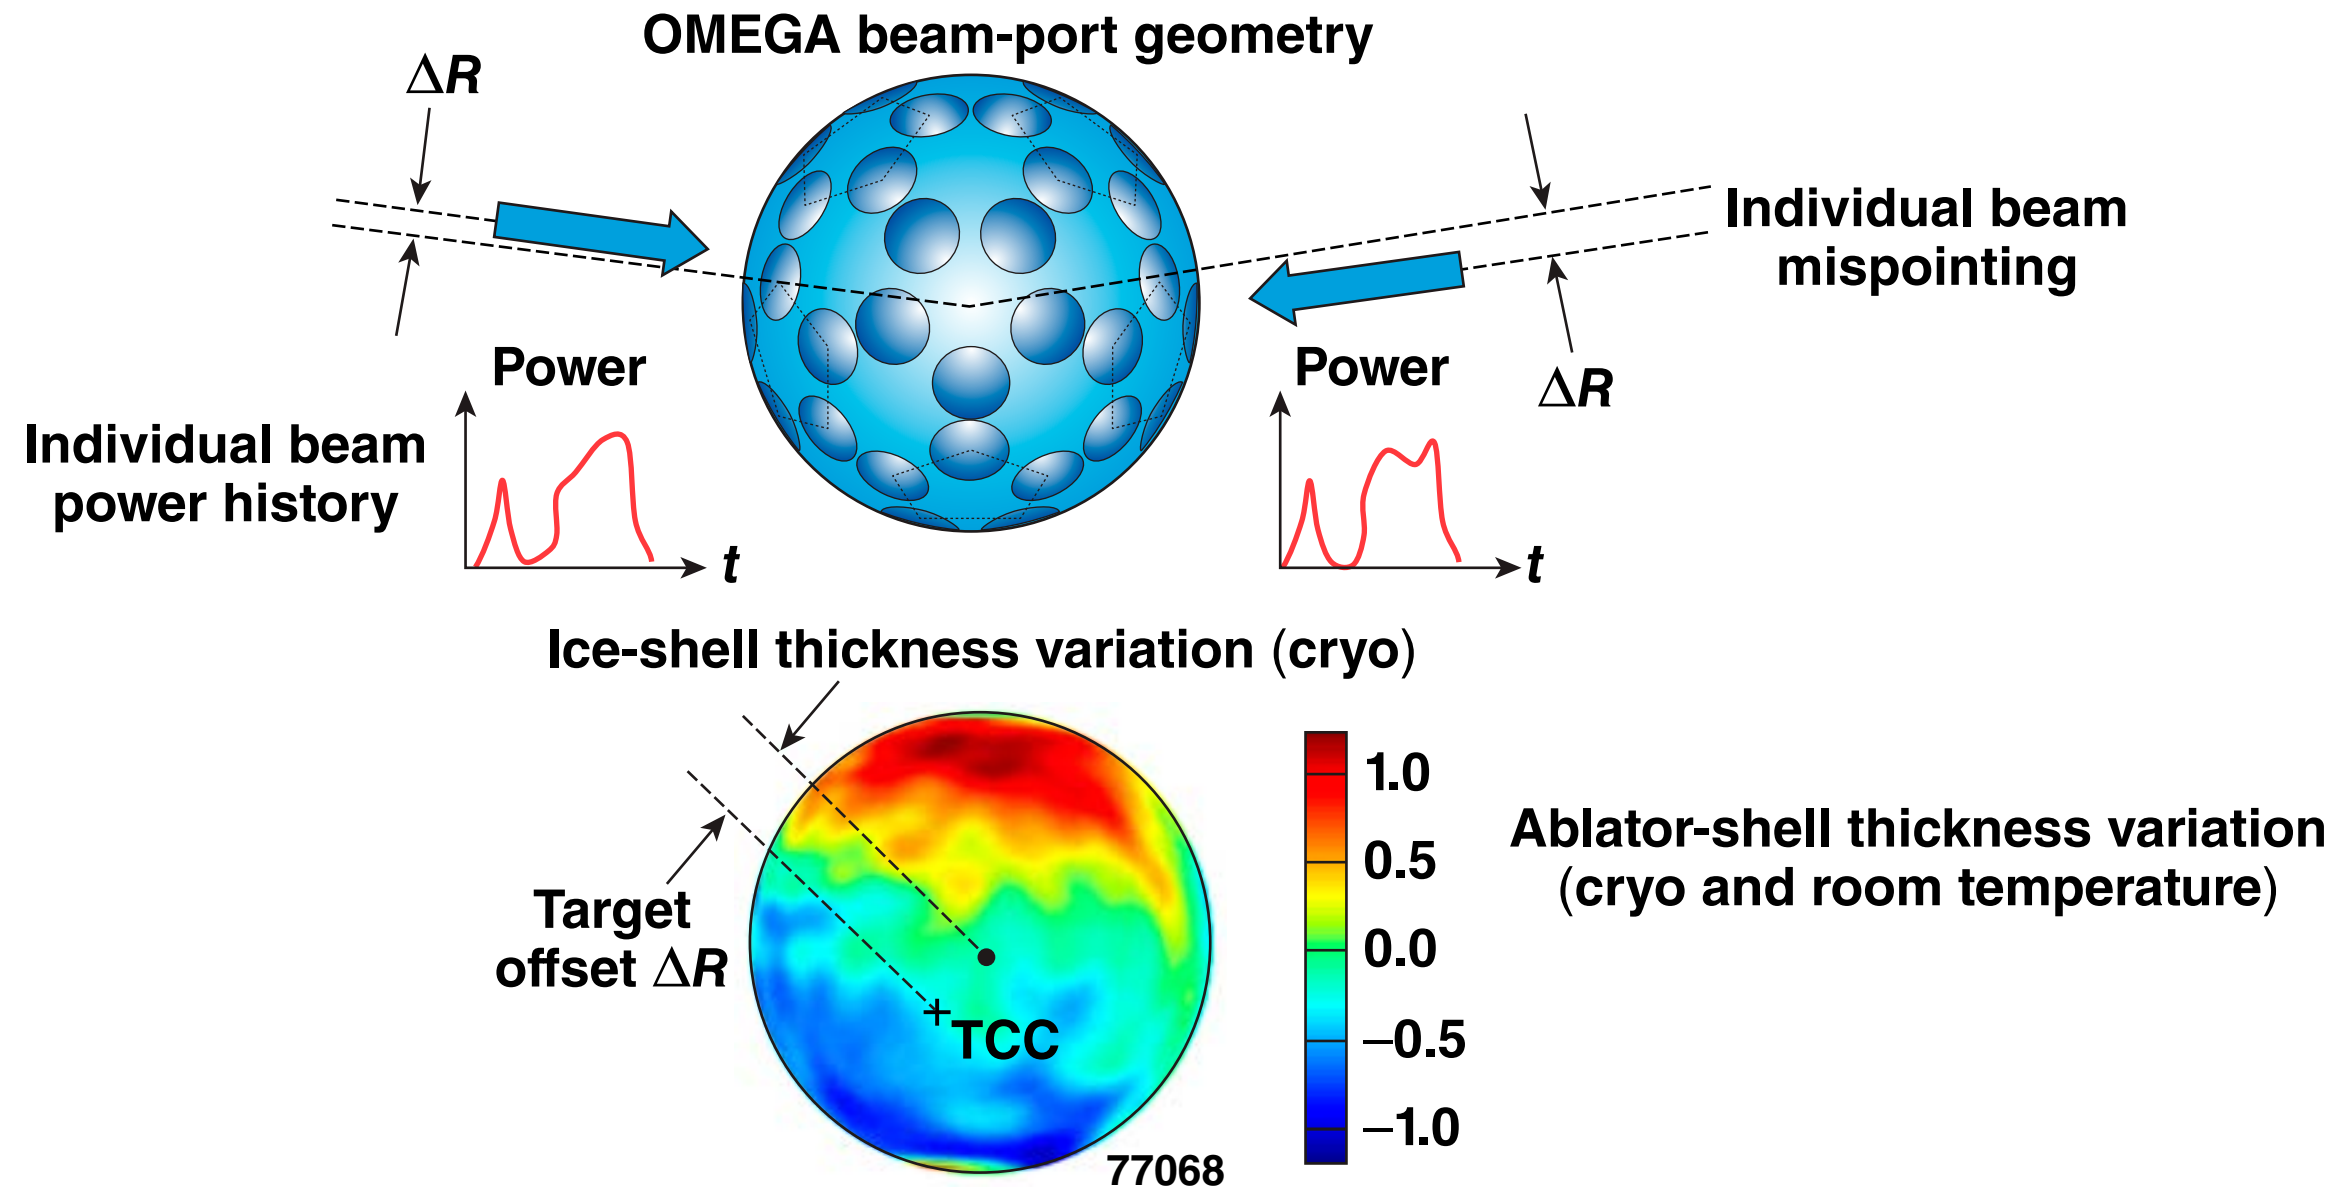 OMEGA beam-port geometry
ΔR
Individual beam
mispointing
ΔR
Power
Power
Individual beam
power history
t
t
Ice-shell thickness variation (cryo)
1.0
0.5
0.0
–0.5
–1.0
Ablator-shell thickness variation
(cryo and room temperature)
Target
offset ΔR
+TCC
77068